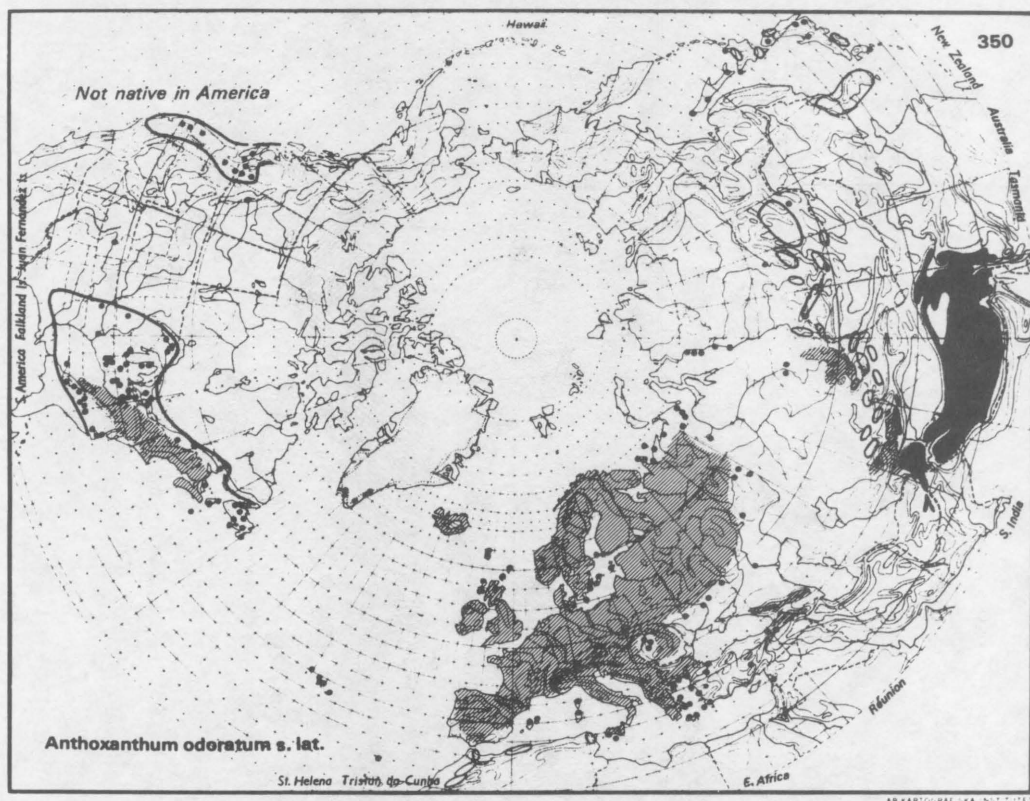 Hawaii
350
New Zealand
Not native in America
Australia
Tasmania
S. America Falkland Is. Juan Fernandez Is.
S. India
Réunion
Anthoxanthum odoratum s. lat.
St. Helena Tristan da Cunha
E. Africa